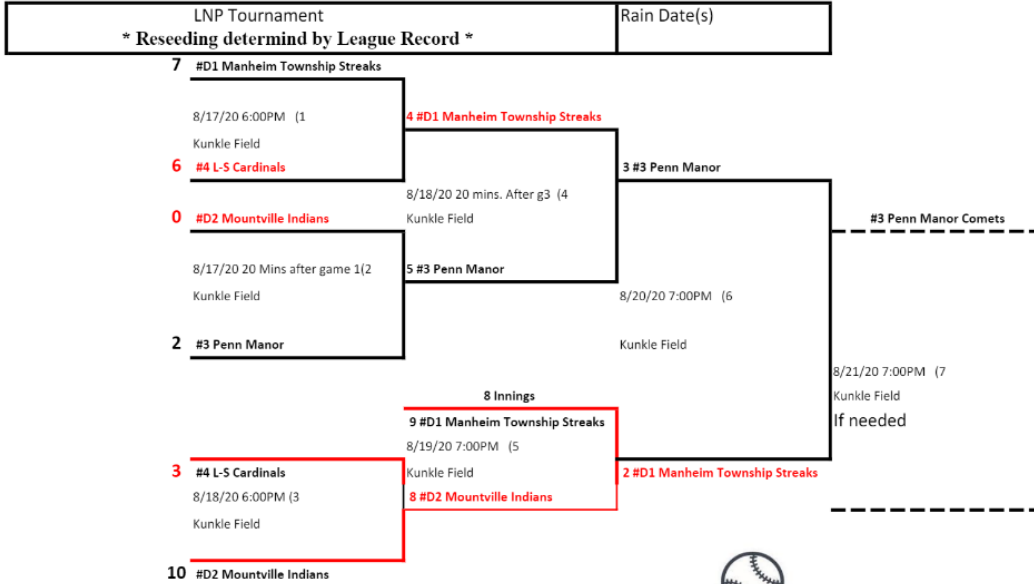 LNP Tournament
Rain Date(s)
* Reseeding determind by League Record *
7 #D1 Manheim Township Streaks
8/17/20 6:00PM (1
4 #D1 Manheim Township Streaks
Kunkle Field
6 #4 L-S Cardinals
3 #3 Penn Manor
8/18/20 20 mins. After g3 (4
0 #D2 Mountville Indians
Kunkle Field
#3 Penn Manor Comets
8/17/20 20 Mins after game 1(2
5 #3 Penn Manor
Kunkle Field
8/20/20 7:00PM (6
2 #3 Penn Manor
Kunkle Field
8/21/20 7:00PM (7
8 Innings
Kunkle Field
9 #D1 Manheim Township Streaks
If needed
8/19/20 7:00PM (5
3 #4 L-S Cardinals
Kunkle Field
2 #D1 Manheim Township Streaks
8/18/20 6:00PM (3
8 #D2 Mountville Indians
Kunkle Field
10 #D2 Mountville Indians